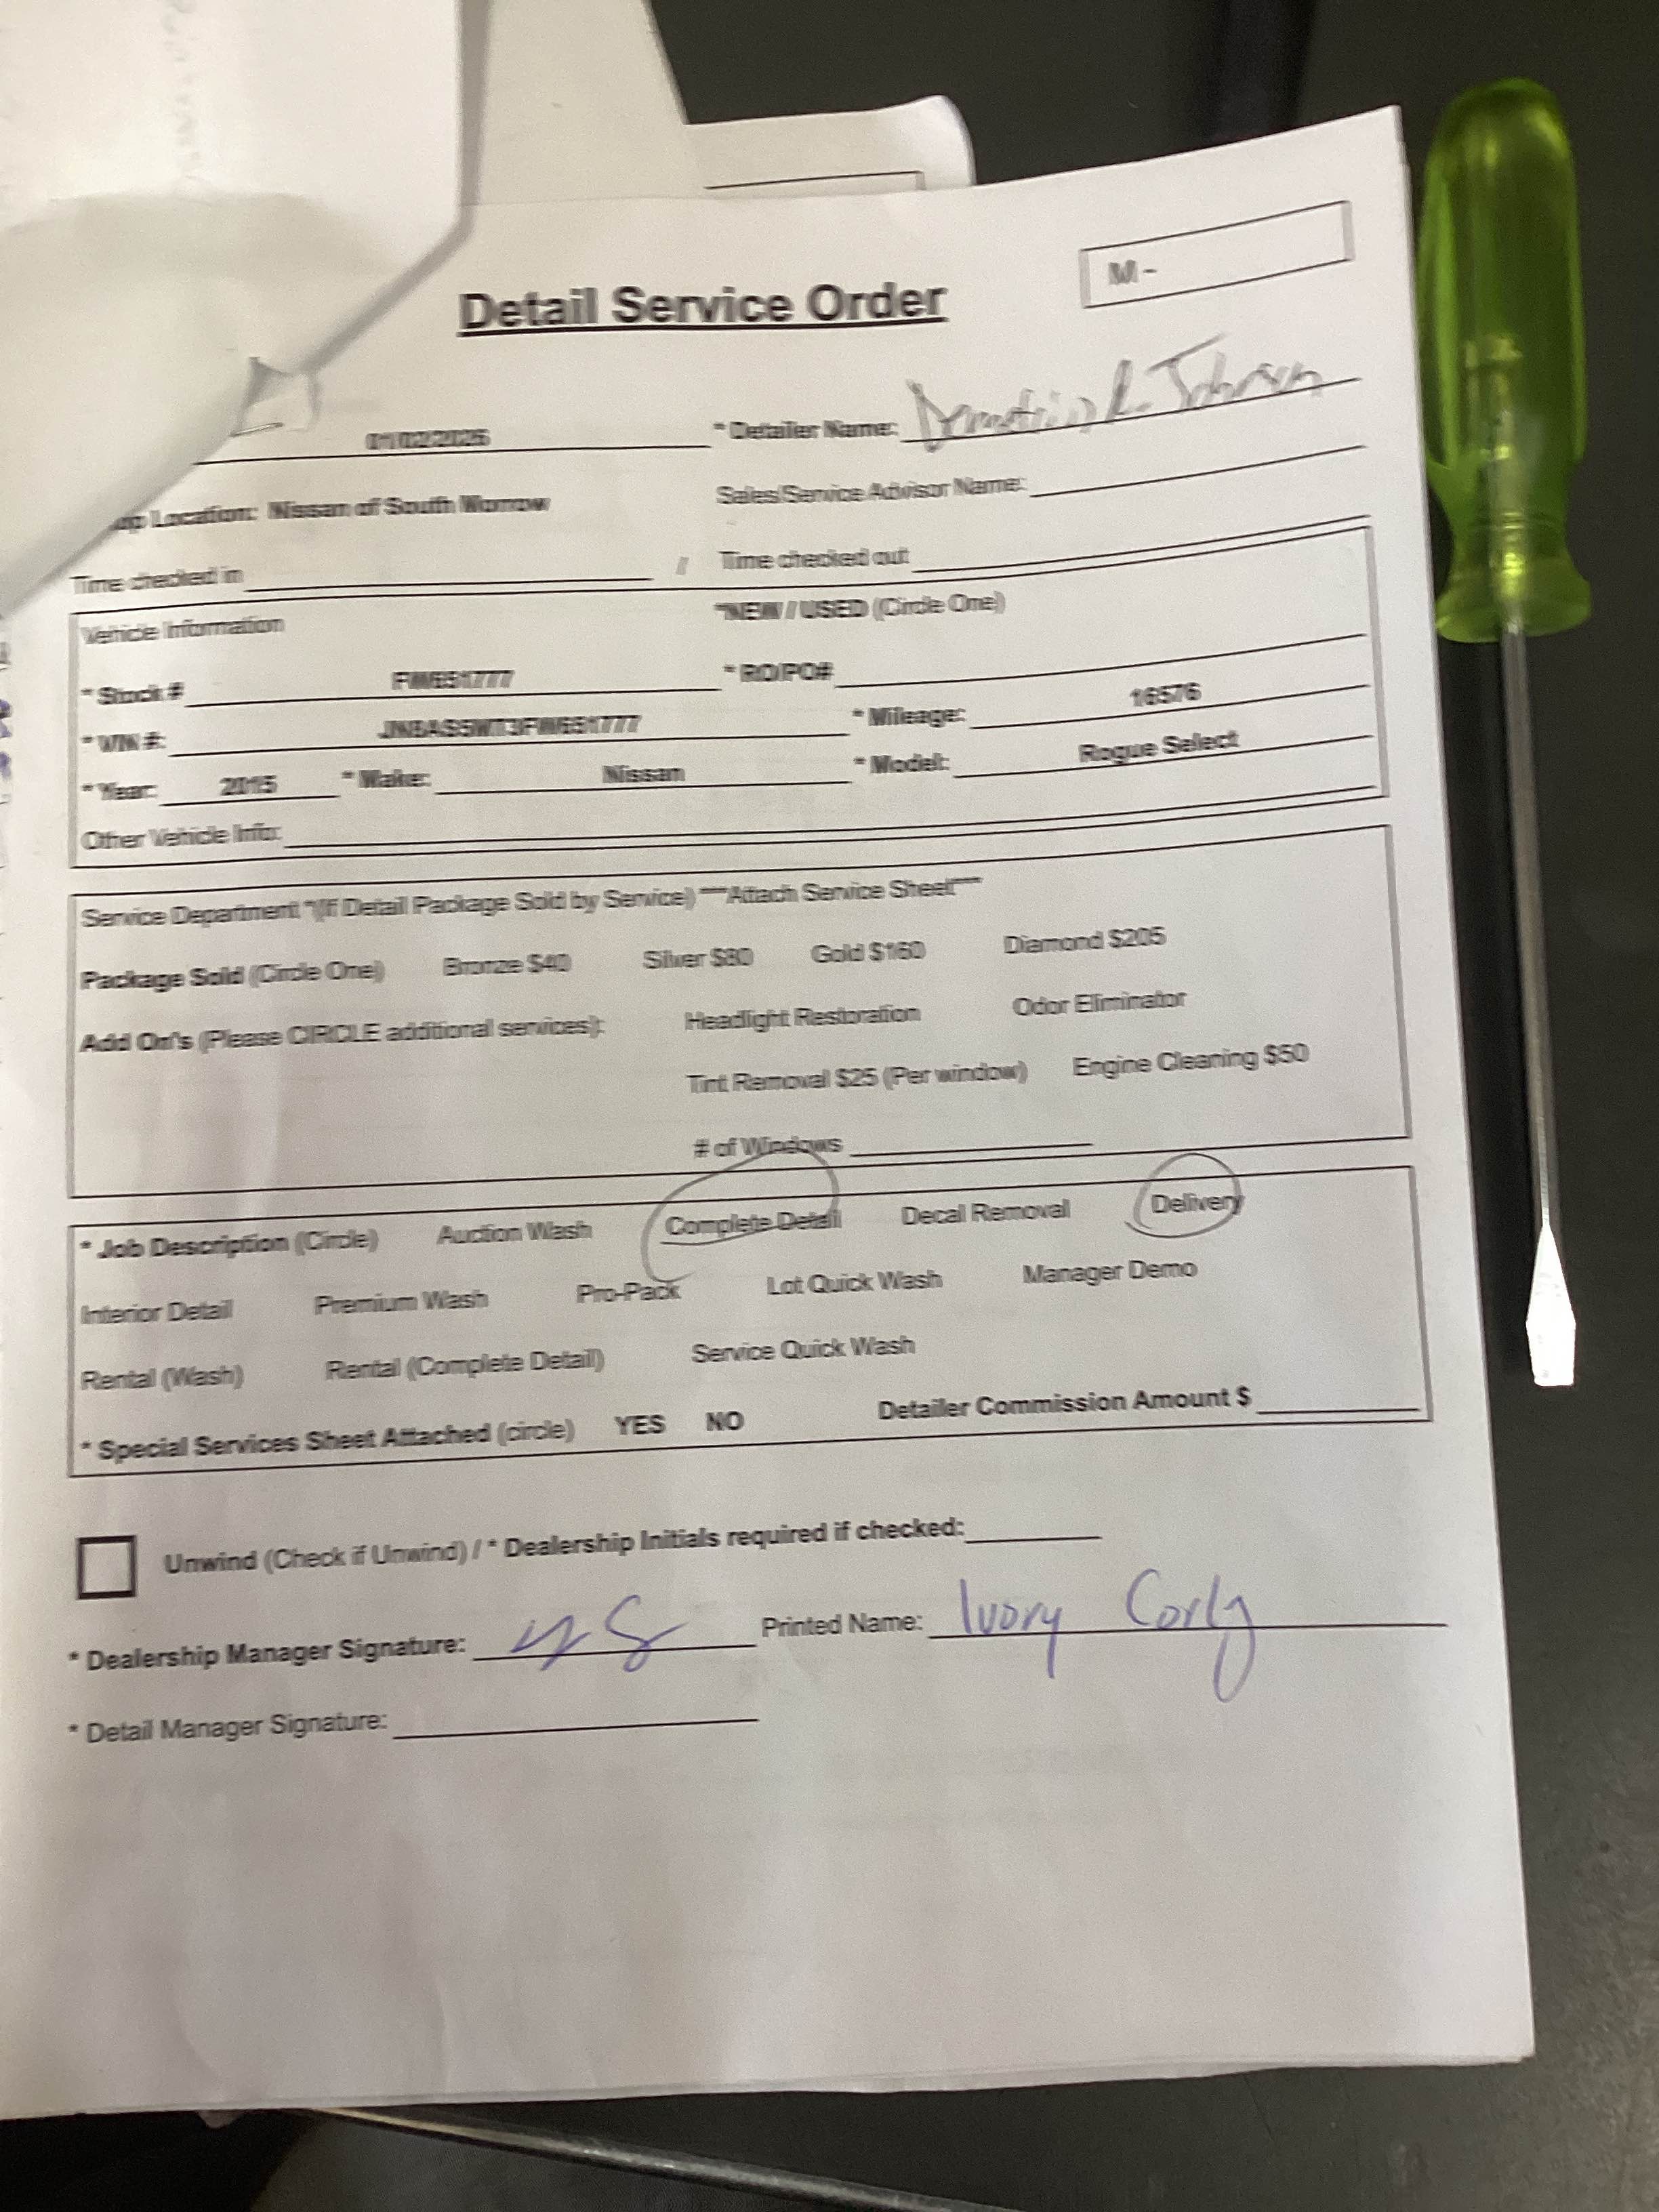 M -
Detail Service Order
01/02/2025 * Detailer Name: Johnson
Location: Nissan of South Morrow Sales/Service Advisor Name:
Time checked in / Time checked out
Vehicle Information *NEW / USED (Circle One)
* Stock # FW651777 * RO/PO#
* VIN #: JN8AS5MT3FW651777 * Mileage: 16576
* Year: 2015 * Make: Nissan * Model: Rogue Select
Other Vehicle Info:
Service Department *(If Detail Package Sold by Service) ***Attach Service Sheet***
Package Sold (Circle One) Bronze $40 Silver $80 Gold $160 Diamond $205
Add On's (Please CIRCLE additional services): Headlight Restoration Odor Eliminator
Tint Removal $25 (Per window) Engine Cleaning $50
# of Windows
* Job Description (Circle) Auction Wash Complete Detail Decal Removal Delivery
Interior Detail Premium Wash Pro-Pack Lot Quick Wash Manager Demo
Rental (Wash) Rental (Complete Detail) Service Quick Wash
* Special Services Sheet Attached (circle) YES NO Detailer Commission Amount $
Unwind (Check if Unwind) / * Dealership Initials required if checked:
* Dealership Manager Signature: Printed Name: Ivory
* Detail Manager Signature: